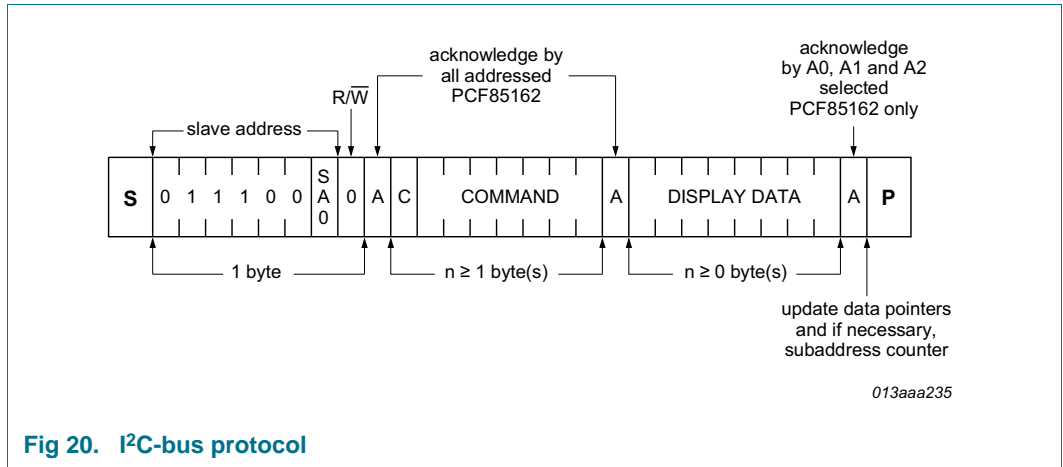 acknowledge by
all addressed
PCF85162
acknowledge
by A0, A1 and A2
selected
PCF85162 only
R/W̅
slave address
S 0 1 1 1 0 0 SA0 0 A C COMMAND A DISPLAY DATA A P
1 byte
n ≥ 1 byte(s)
n ≥ 0 byte(s)
update data pointers
and if necessary,
subaddress counter
013aaa235
Fig 20. I²C-bus protocol